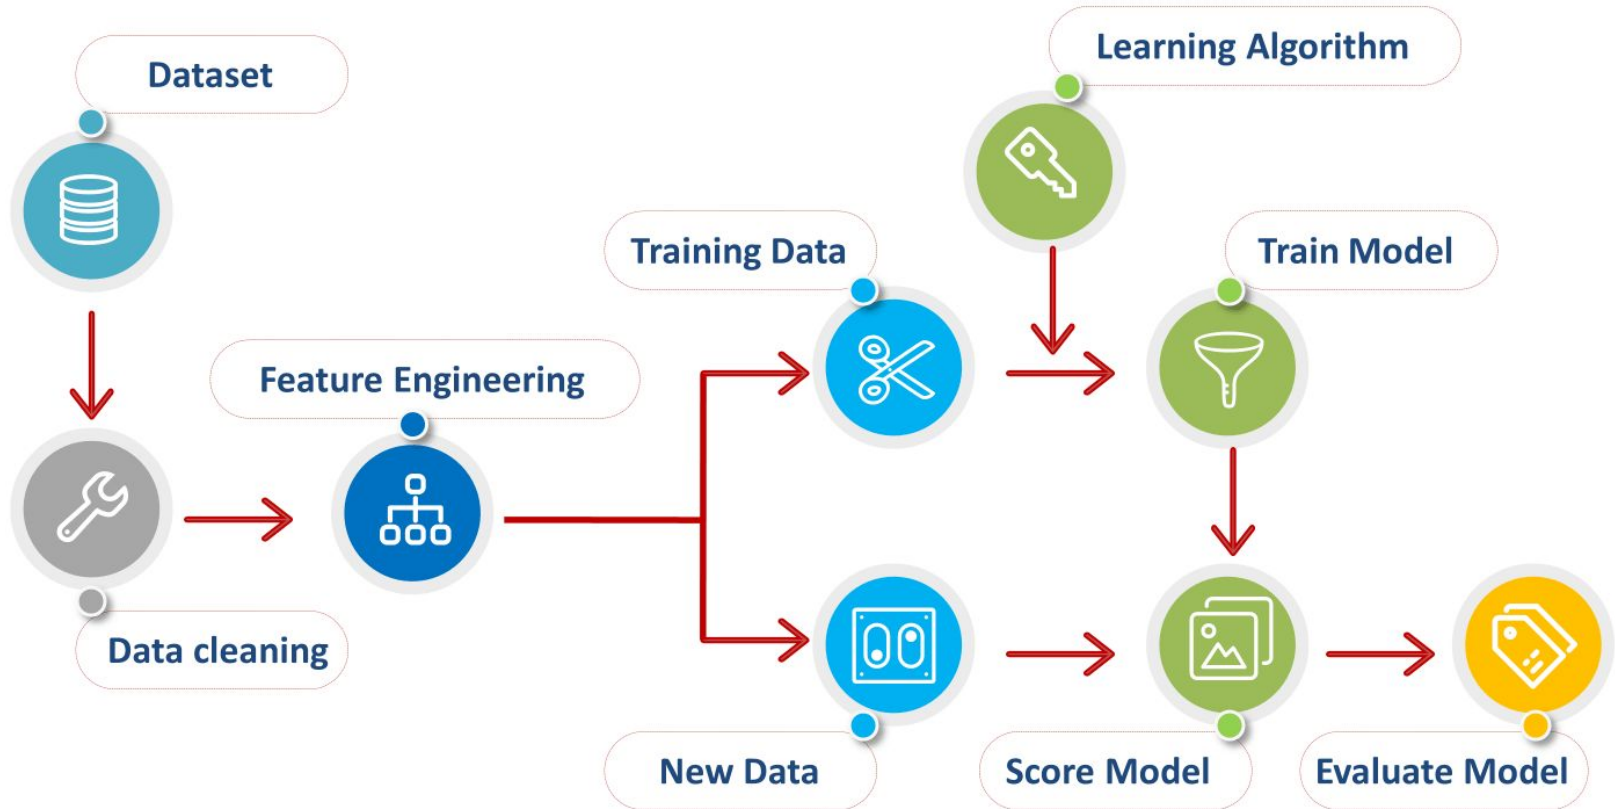 Dataset
Learning Algorithm
Training Data
Train Model
Feature Engineering
Data cleaning
New Data
Score Model
Evaluate Model